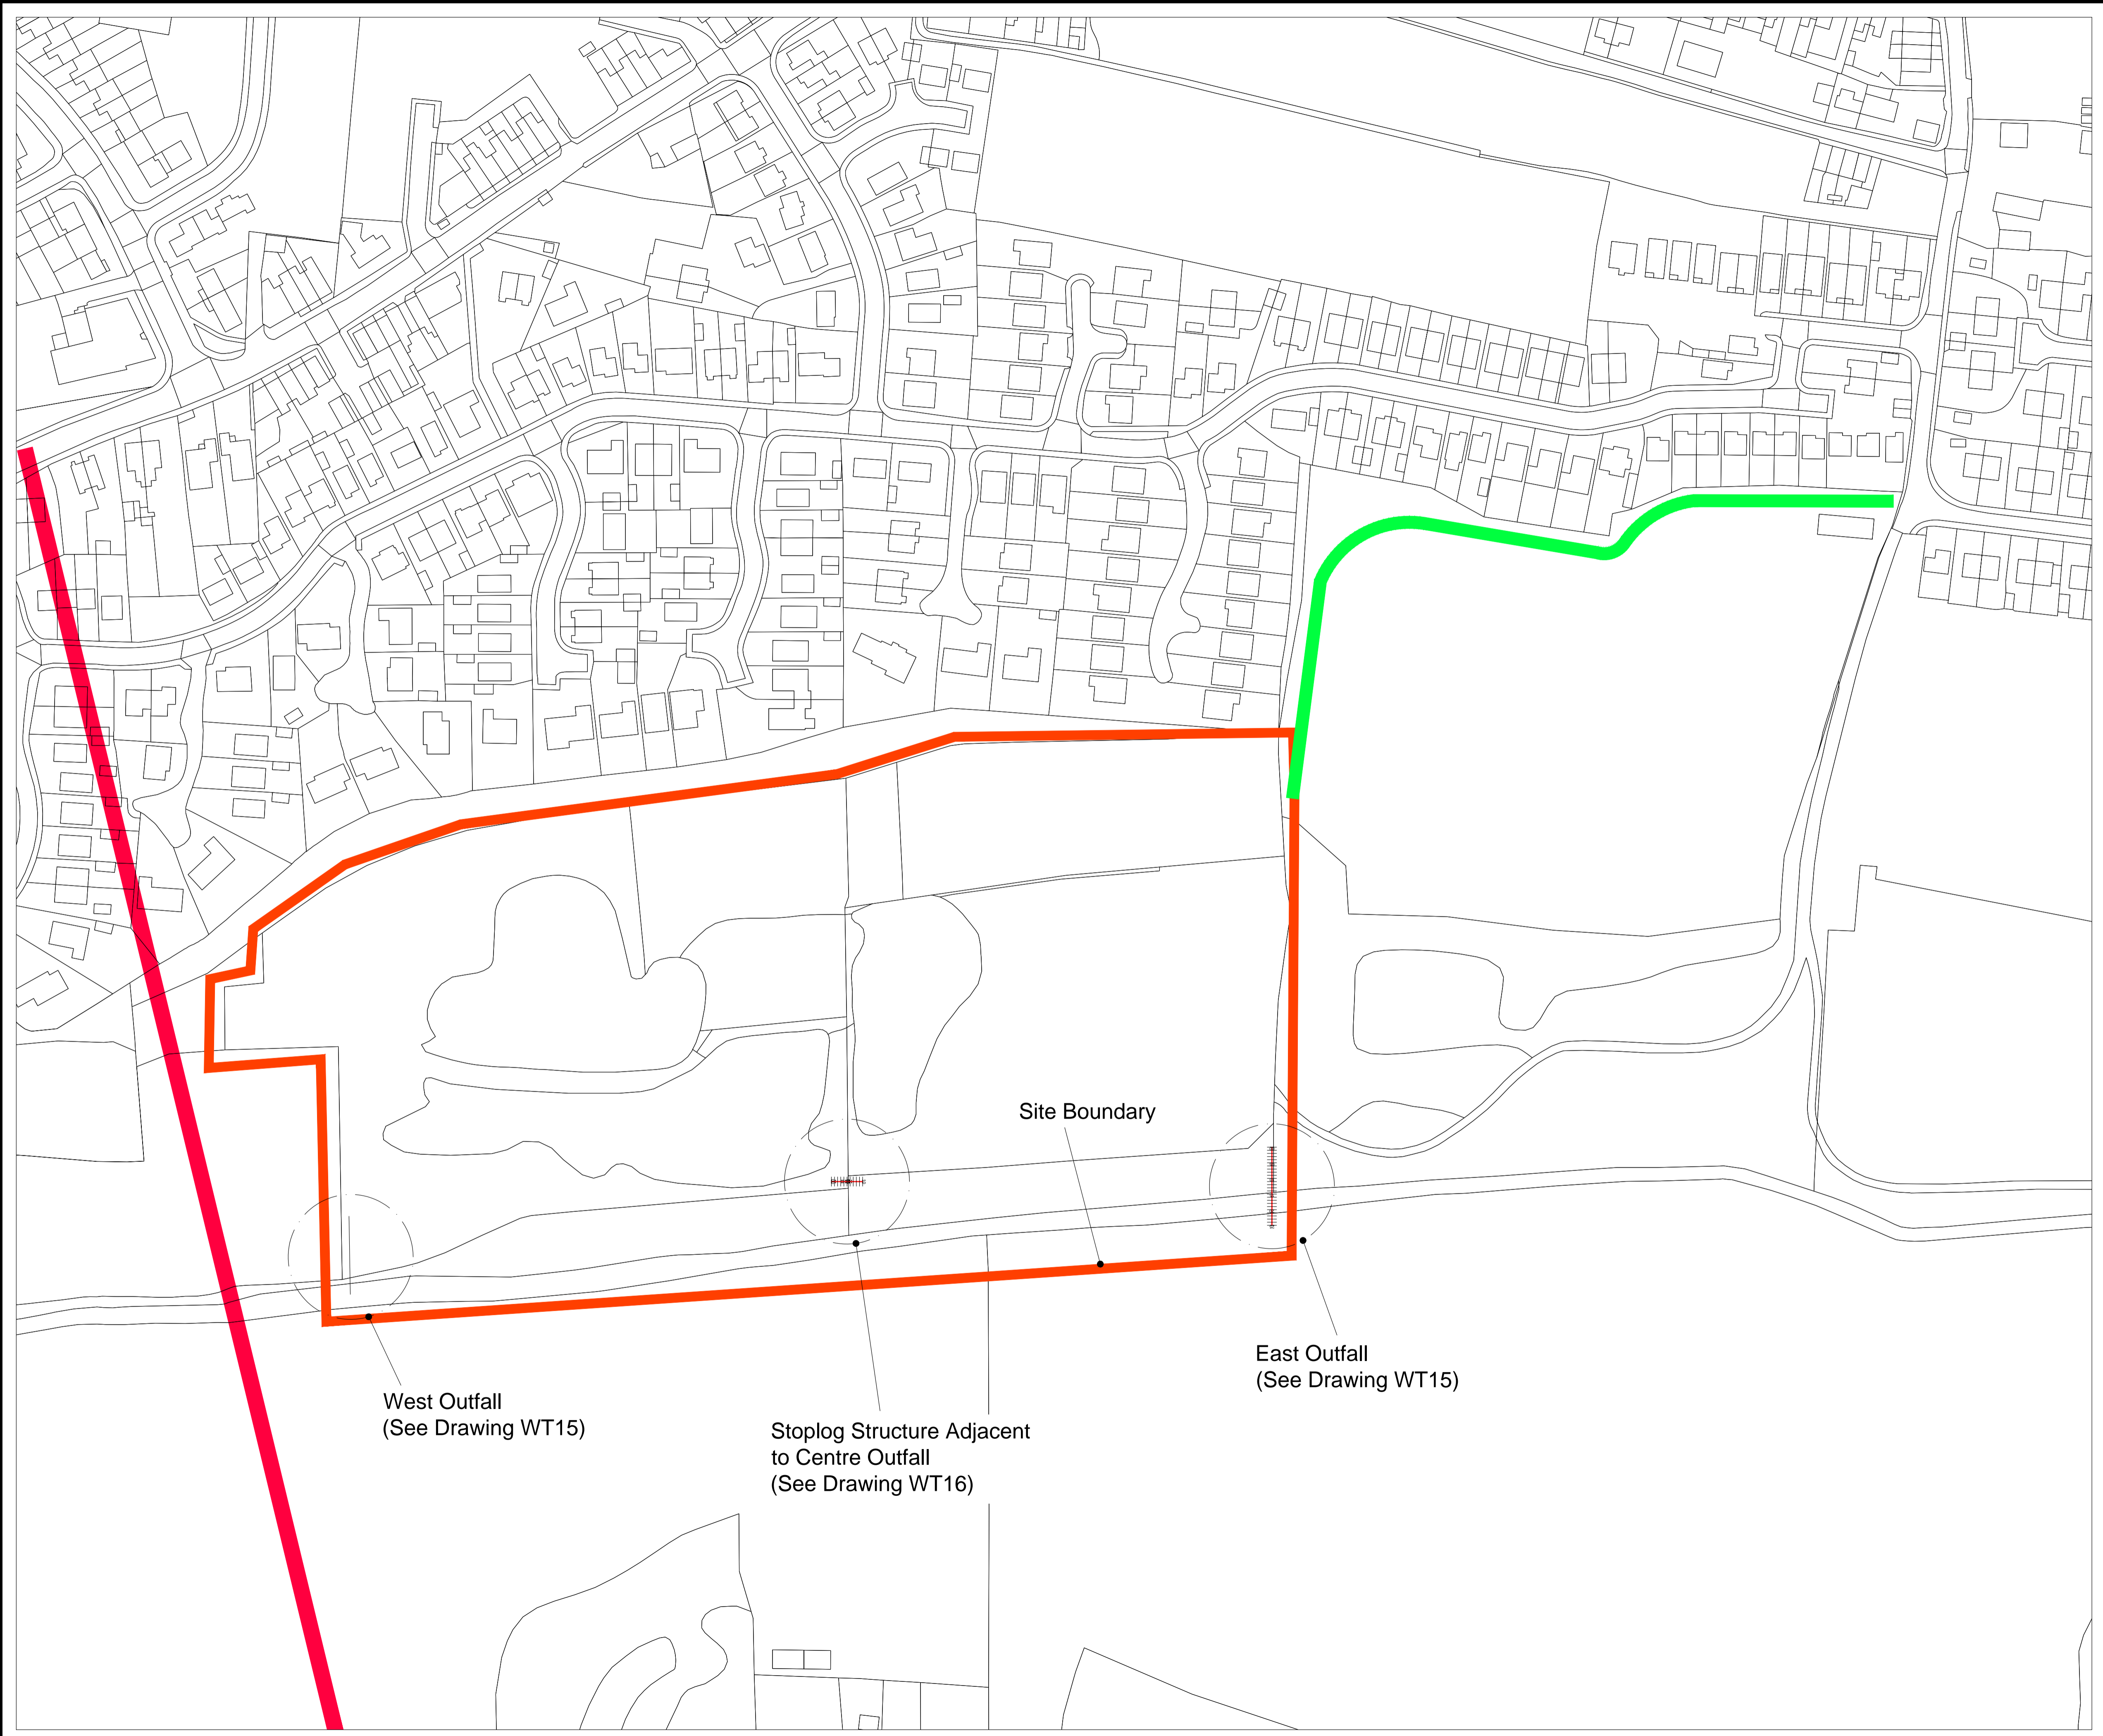 Site Boundary
East Outfall
(See Drawing WT15)
West Outfall
(See Drawing WT15)
Stoplog Structure Adjacent
to Centre Outfall
(See Drawing WT16)